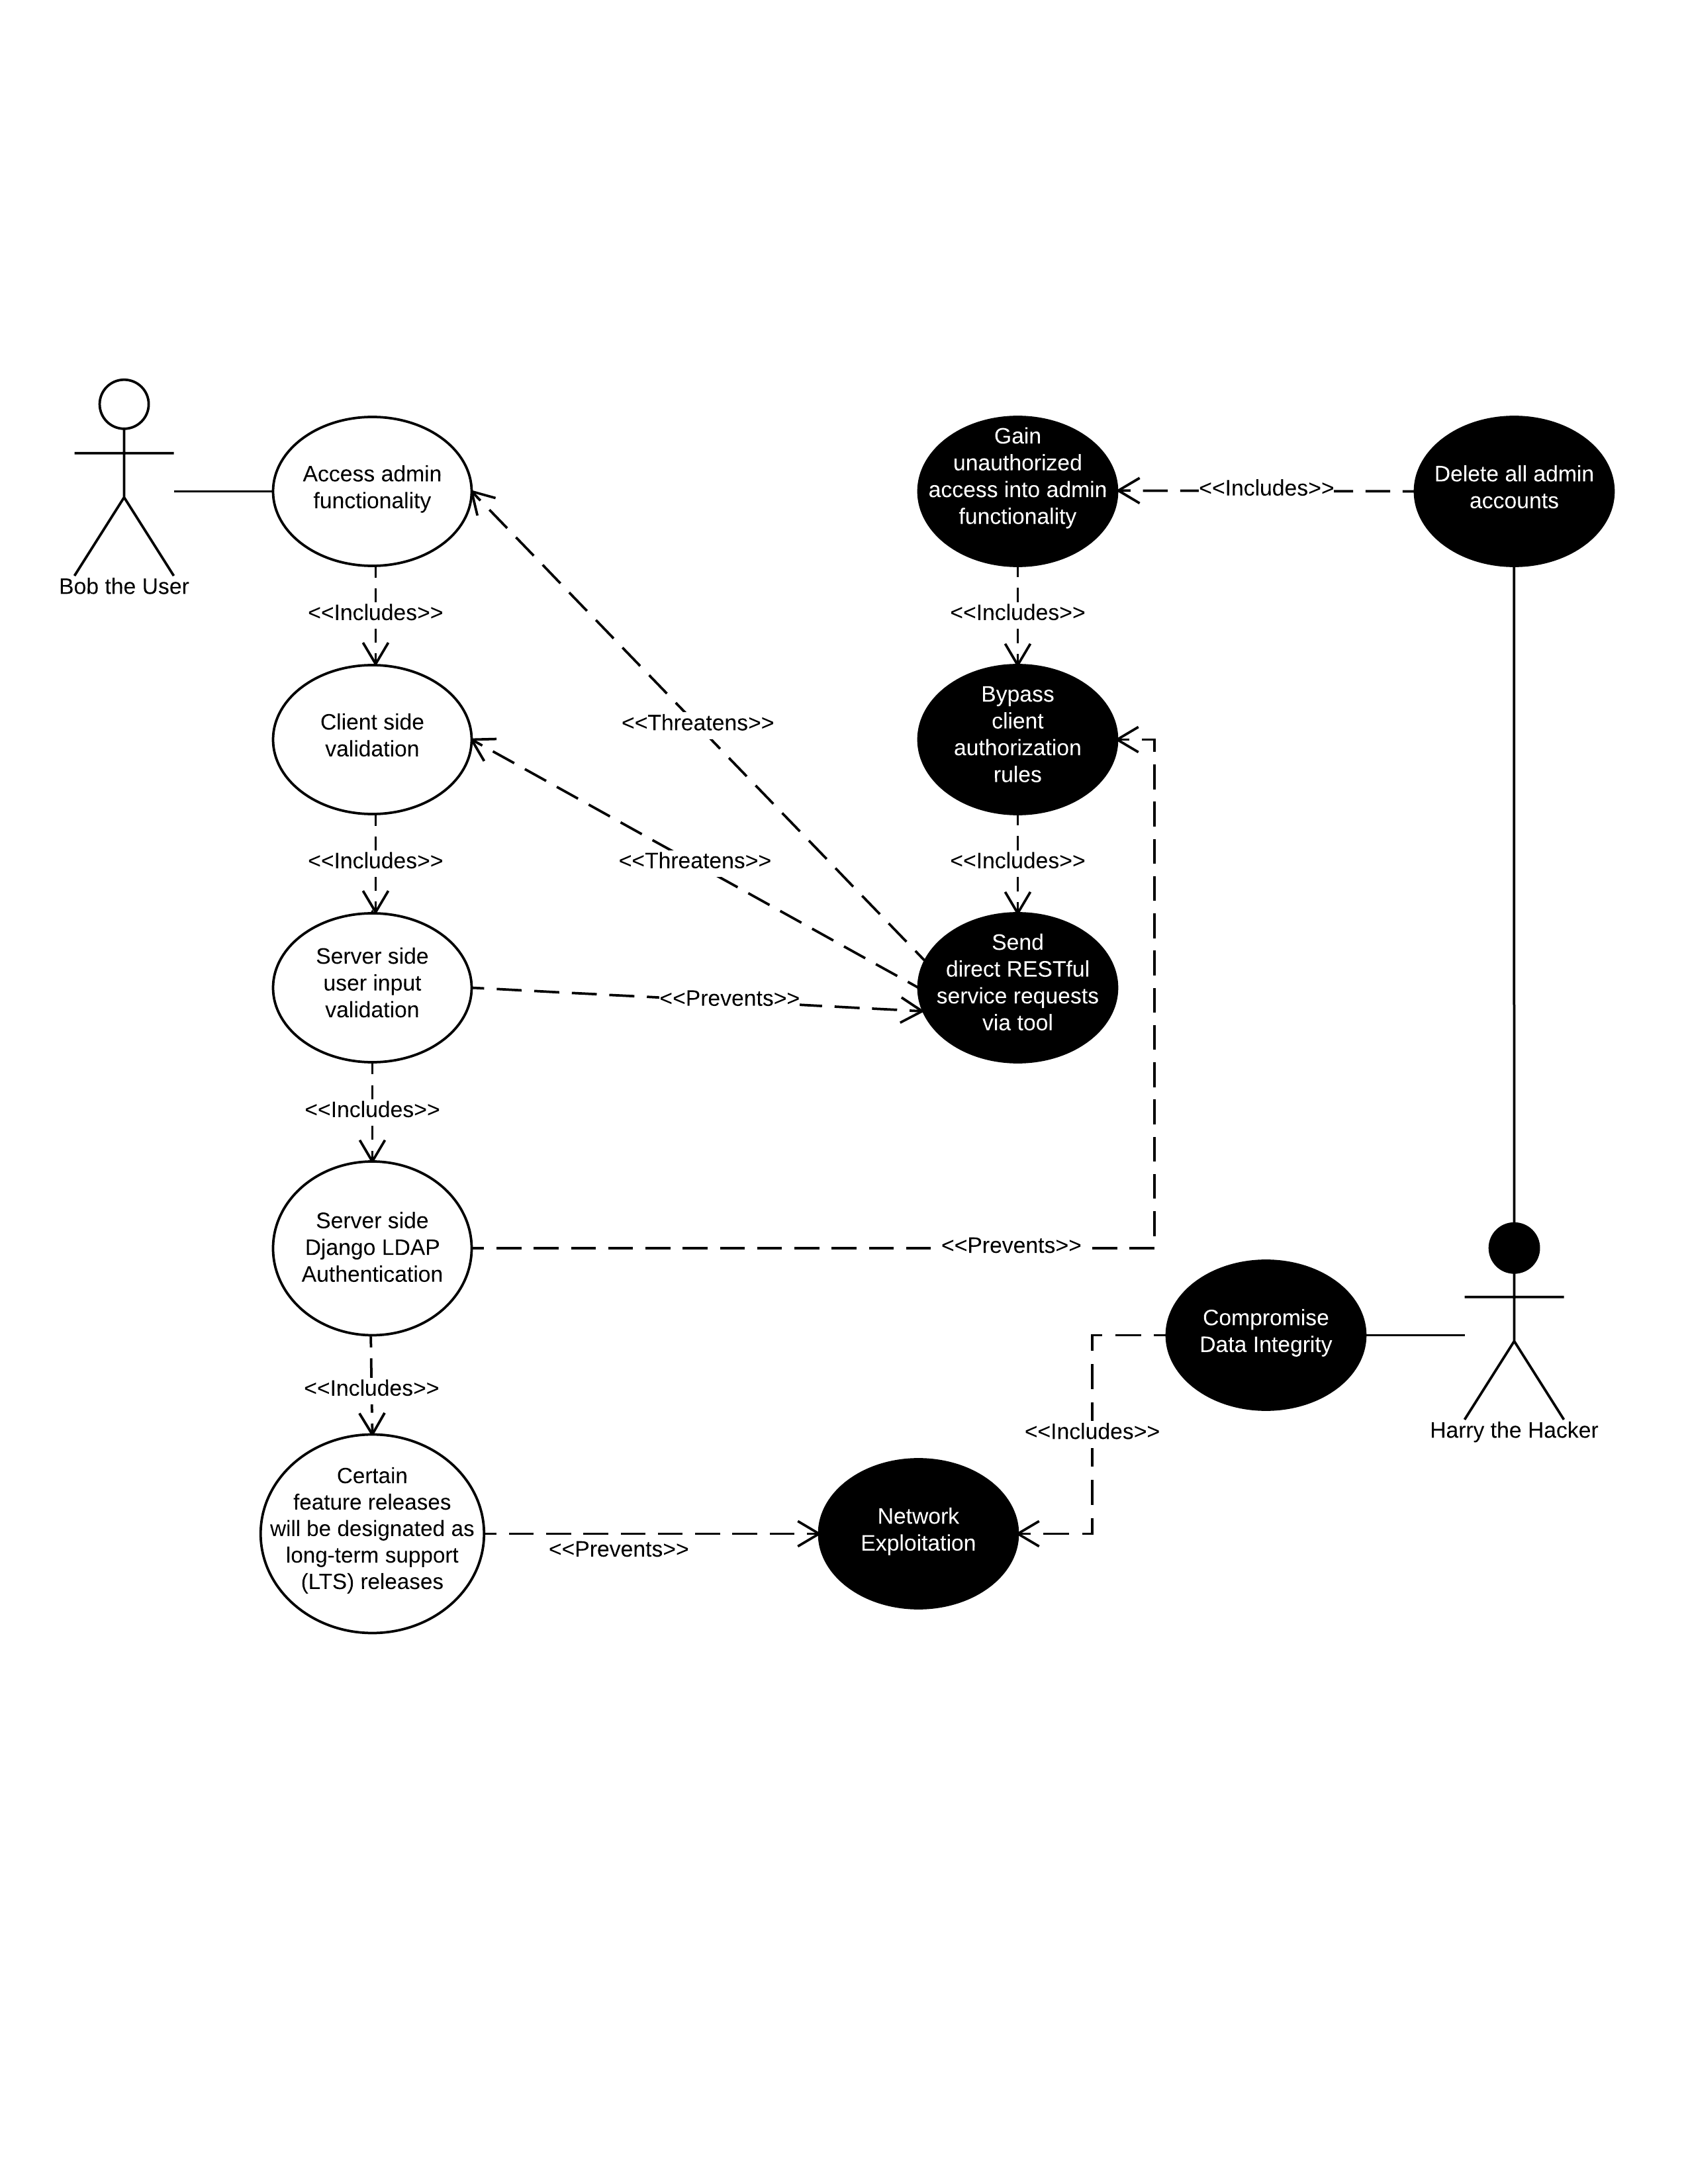 Bob the User
Access admin
functionality
<<Includes>>
Client side
validation
<<Includes>>
Server side
user input
validation
<<Includes>>
Server side
Django LDAP
Authentication
<<Includes>>
Certain
feature releases
will be designated as
long-term support
(LTS) releases
<<Threatens>>
<<Threatens>>
<<Prevents>>
<<Prevents>>
<<Prevents>>
Gain
unauthorized
access into admin
functionality
<<Includes>>
Bypass
client
authorization
rules
<<Includes>>
Send
direct RESTful
service requests
via tool
<<Includes>>
Delete all admin
accounts
Compromise
Data Integrity
<<Includes>>
Network
Exploitation
Harry the Hacker